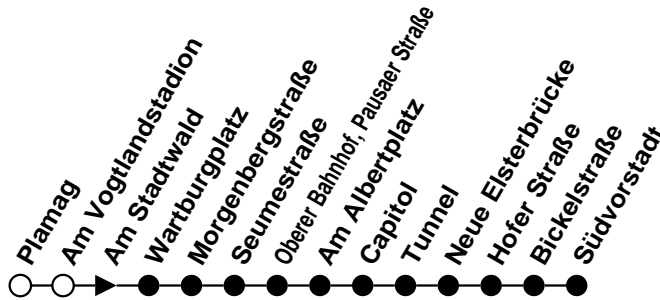 Plamag
Am Vogtlandstadion
Am Stadtwald
Wartburgplatz
Morgenbergstraße
Seumestraße
Oberer Bahnhof, Pausaer Straße
Am Albertplatz
Capitol
Tunnel
Neue Elsterbrücke
Hofer Straße
Bickelstraße
Südvorstadt